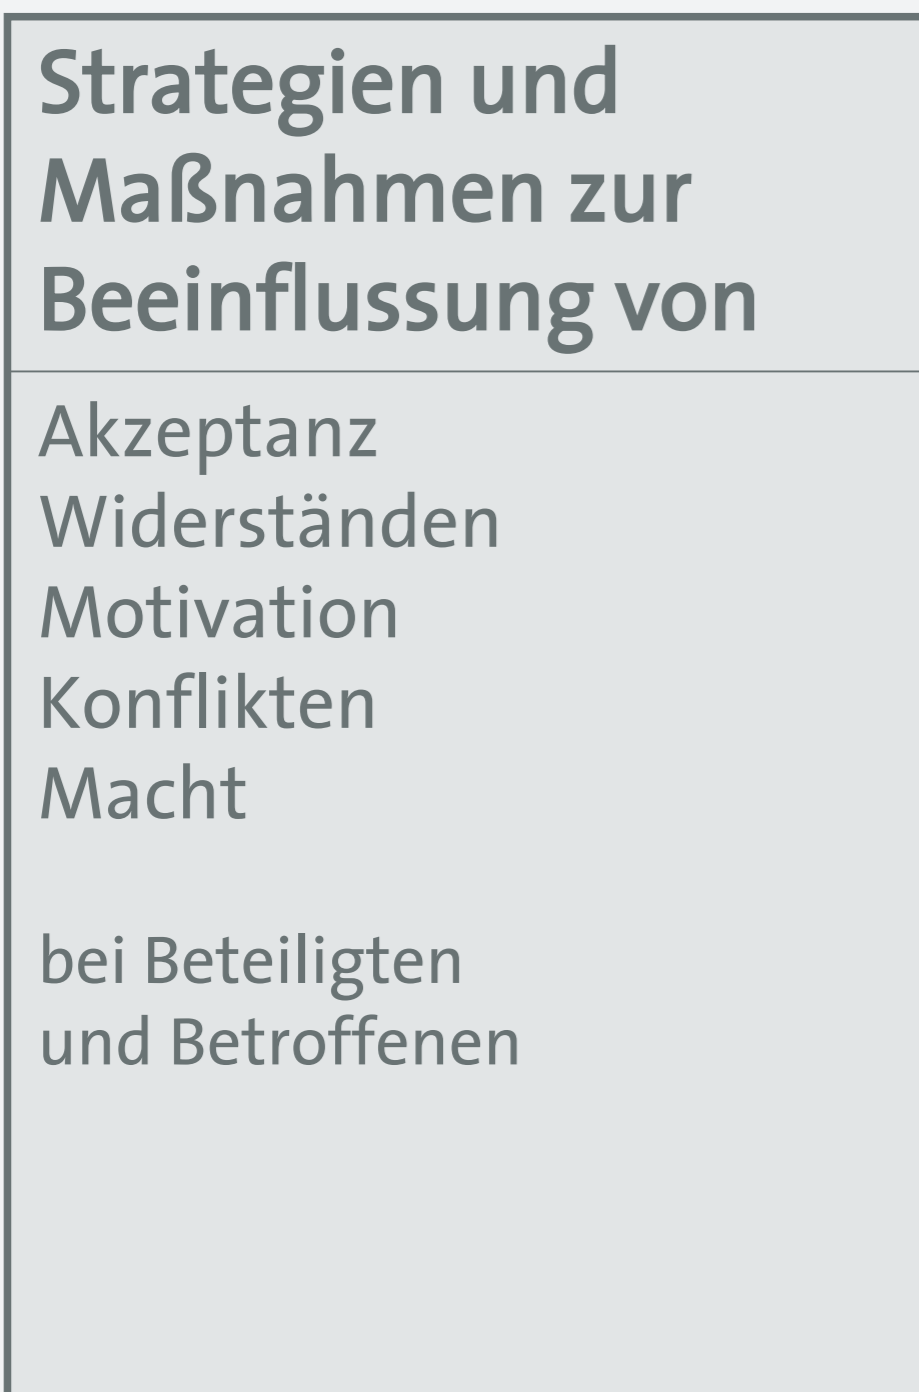 Strategien und
Maßnahmen zur
Beeinflussung von
Akzeptanz
Widerständen
Motivation
Konflikten
Macht
bei Beteiligten
und Betroffenen